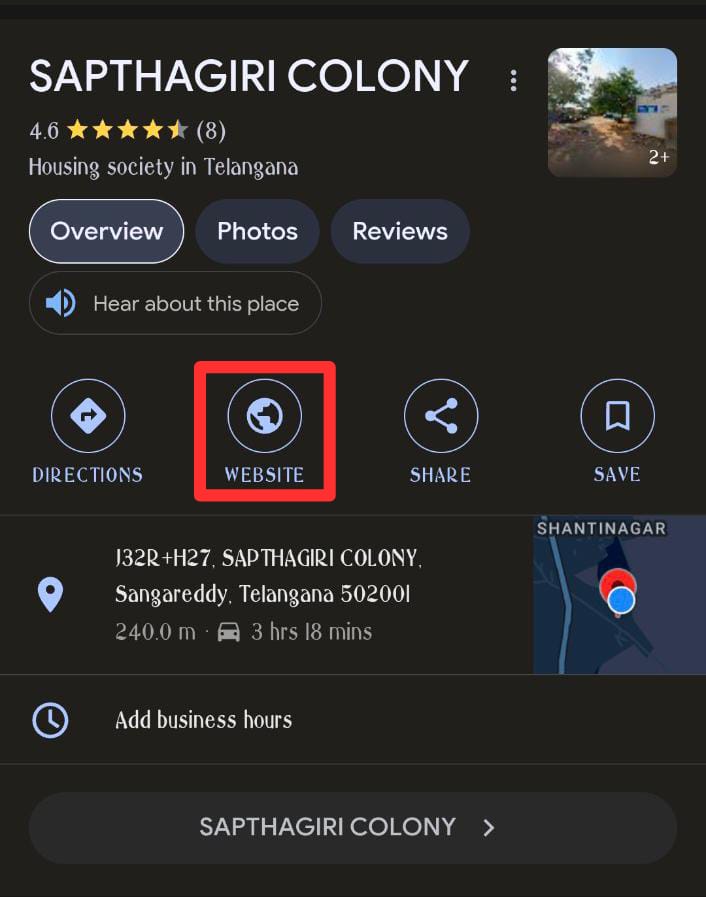 SAPTHAGIRI COLONY
4.6 (8)
Housing society in Telangana
2+
Overview Photos Reviews
Hear about this place
DIRECTIONS WEBSITE SHARE SAVE
SHANTINAGAR
J32R+H27, SAPTHAGIRI COLONY,
Sangareddy, Telangana 502001
240.0 m · 3 hrs 18 mins
Add business hours
SAPTHAGIRI COLONY